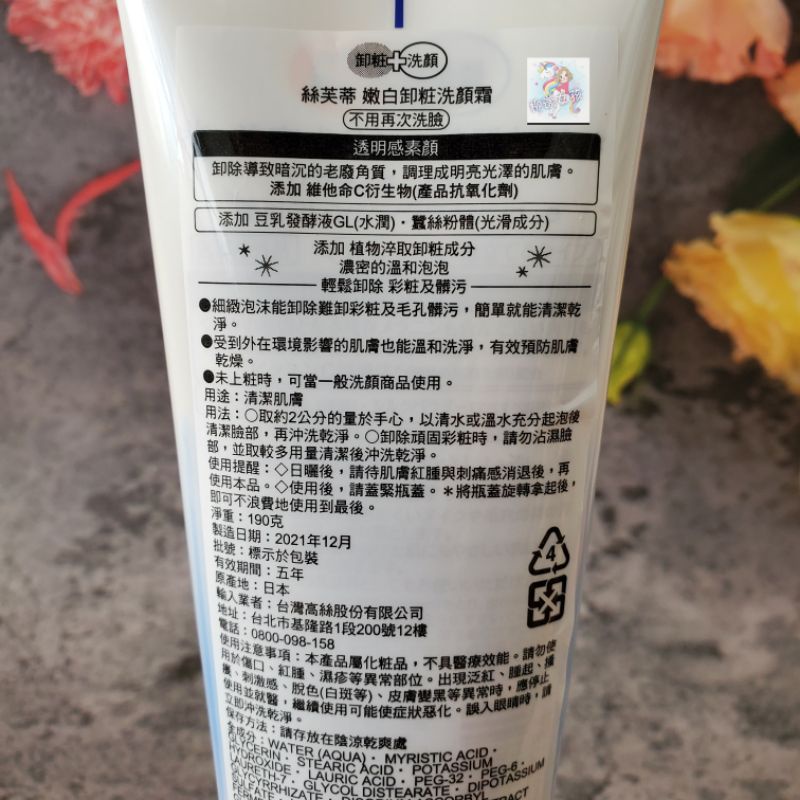 卸粧+洗顏
絲芙蒂 嫩白卸粧洗顏霜
不用再次洗臉
透明感素顏
卸除導致暗沉的老廢角質，調理成明亮光澤的肌膚。
添加 維他命C衍生物(產品抗氧化劑)
添加 豆乳發酵液GL(水潤)・蠶絲粉體(光滑成分)
添加 植物淬取卸粧成分
濃密的溫和泡泡
輕鬆卸除 彩粧及髒污
●細緻泡沫能卸除難卸彩粧及毛孔髒污，簡單就能清潔乾
淨。
●受到外在環境影響的肌膚也能溫和洗淨，有效預防肌膚
乾燥。
●未上粧時，可當一般洗顏商品使用。
用途：清潔肌膚
用法：○取約2公分的量於手心，以清水或溫水充分起泡後
清潔臉部，再沖洗乾淨。○卸除頑固彩粧時，請勿沾濕臉
部，並取較多用量清潔後沖洗乾淨。
使用提醒：◇日曬後，請待肌膚紅腫與刺痛感消退後，再
使用本品。◇使用後，請蓋緊瓶蓋。＊將瓶蓋旋轉拿起後，
即可不浪費地使用到最後。
淨重：190克
製造日期：2021年12月
批號：標示於包裝
有效期間：五年
原產地：日本
輸入業者：台灣高絲股份有限公司
地址：台北市基隆路1段200號12樓
電話：0800-098-158
使用注意事項：本產品屬化粧品，不具醫療效能。請勿使
用於傷口、紅腫、濕疹等異常部位。出現泛紅、腫起、搔
癢、刺激感、脫色(白斑等)、皮膚變黑等異常時，應停止
使用並就醫，繼續使用可能使症狀惡化。誤入眼睛時，請
立即沖洗乾淨。
保存方法：請存放在陰涼乾爽處
全成分：WATER (AQUA)・MYRISTIC ACID・
GLYCERIN・STEARIC ACID・POTASSIUM
HYDROXIDE・LAURIC ACID・PEG-32・PEG-6・
LAURETH-7・GLYCOL DISTEARATE・DIPOTASSIUM
GLYCYRRHIZATE・
4